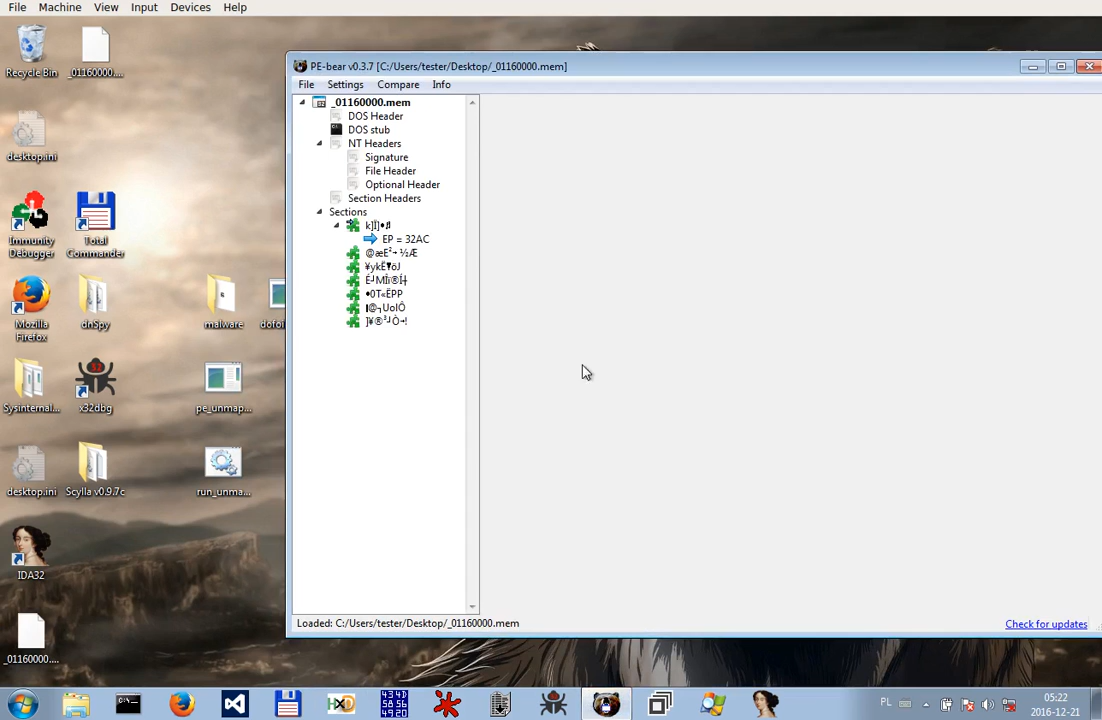 File Machine View Input Devices Help
Recycle Bin
_01160000....
desktop.ini
Immunity
Debugger
Total
Commander
Mozilla
Firefox
dnSpy
malware
Sysinternal...
x32dbg
pe_unmap...
desktop.ini
Scylla v0.9.7c
run_unma...
IDA32
_01160000....
PE-bear v0.3.7 [C:/Users/tester/Desktop/_01160000.mem]
File Settings Compare Info
_01160000.mem
DOS Header
DOS stub
NT Headers
Signature
File Header
Optional Header
Section Headers
Sections
EP = 32AC
Loaded: C:/Users/tester/Desktop/_01160000.mem
Check for updates
434D
5856
4920
PL
05:22
2016-12-21